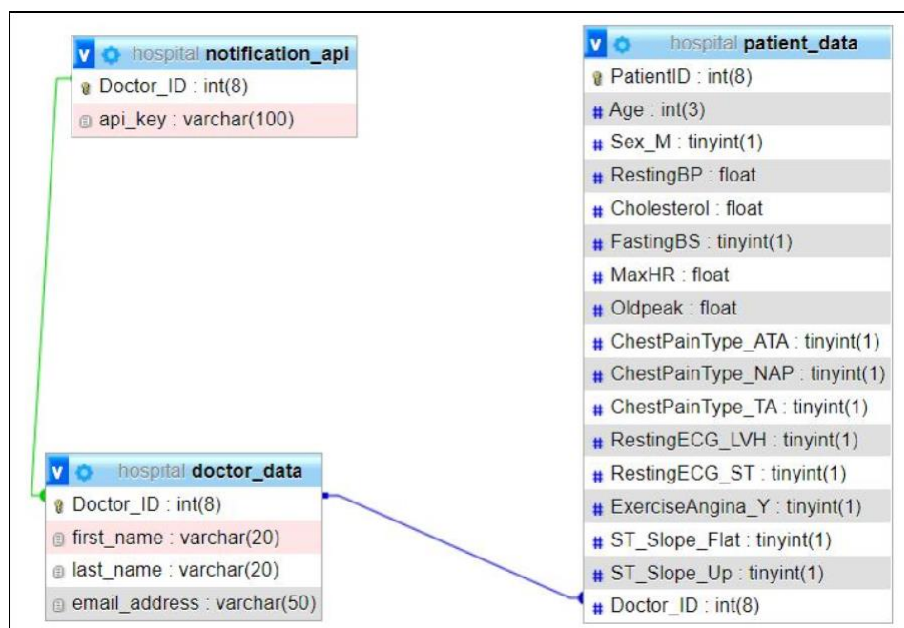 v hospital notification_api
Doctor_ID : int(8)
api_key : varchar(100)
v hospital patient_data
PatientID : int(8)
# Age : int(3)
# Sex_M : tinyint(1)
# RestingBP : float
# Cholesterol : float
# FastingBS : tinyint(1)
# MaxHR : float
# Oldpeak : float
# ChestPainType_ATA : tinyint(1)
# ChestPainType_NAP : tinyint(1)
# ChestPainType_TA : tinyint(1)
# RestingECG_LVH : tinyint(1)
# RestingECG_ST : tinyint(1)
# ExerciseAngina_Y : tinyint(1)
# ST_Slope_Flat : tinyint(1)
# ST_Slope_Up : tinyint(1)
# Doctor_ID : int(8)
v hospital doctor_data
Doctor_ID : int(8)
first_name : varchar(20)
last_name : varchar(20)
email_address : varchar(50)